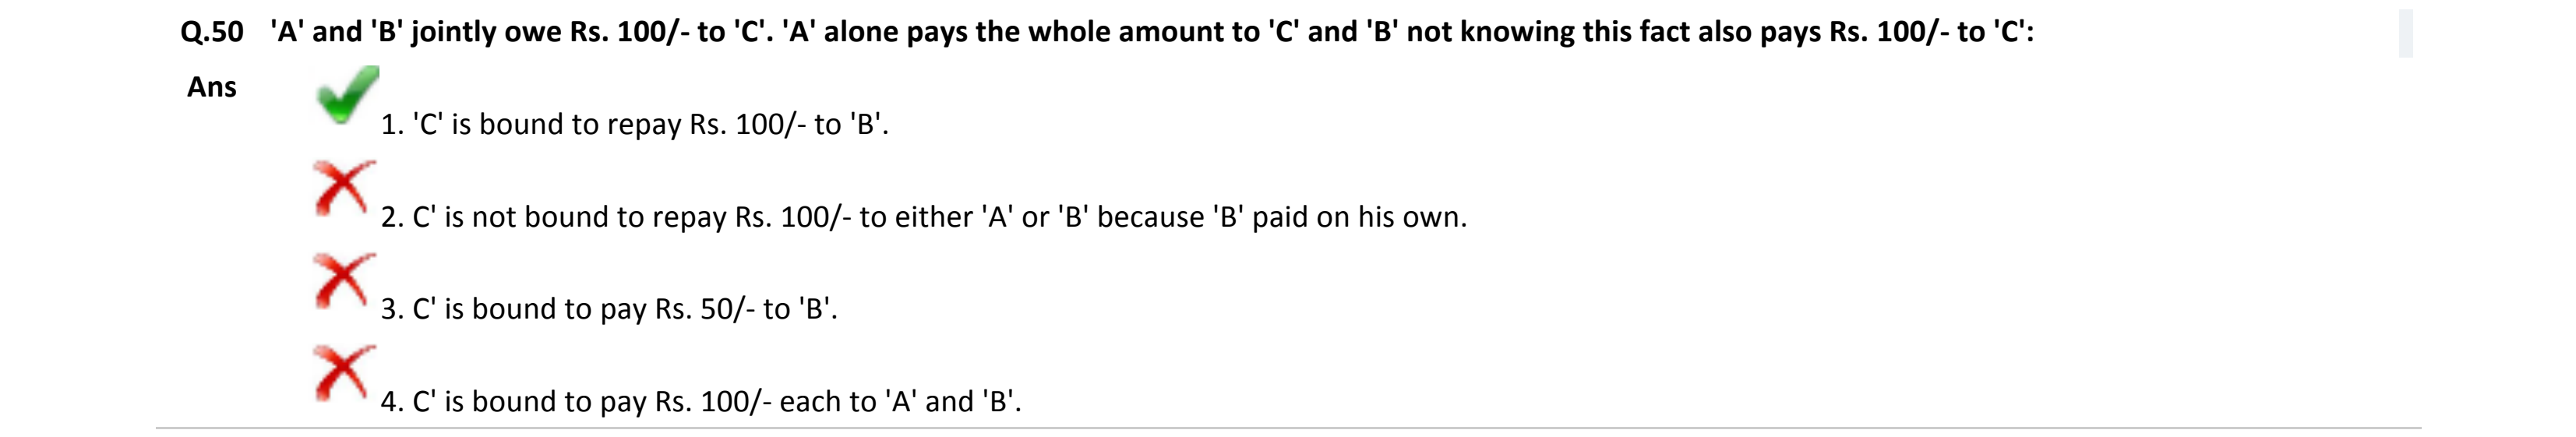 Q.50 'A' and 'B' jointly owe Rs. 100/- to 'C'. 'A' alone pays the whole amount to 'C' and 'B' not knowing this fact also pays Rs. 100/- to 'C':
Ans
1. 'C' is bound to repay Rs. 100/- to 'B'.
2. C' is not bound to repay Rs. 100/- to either 'A' or 'B' because 'B' paid on his own.
3. C' is bound to pay Rs. 50/- to 'B'.
4. C' is bound to pay Rs. 100/- each to 'A' and 'B'.